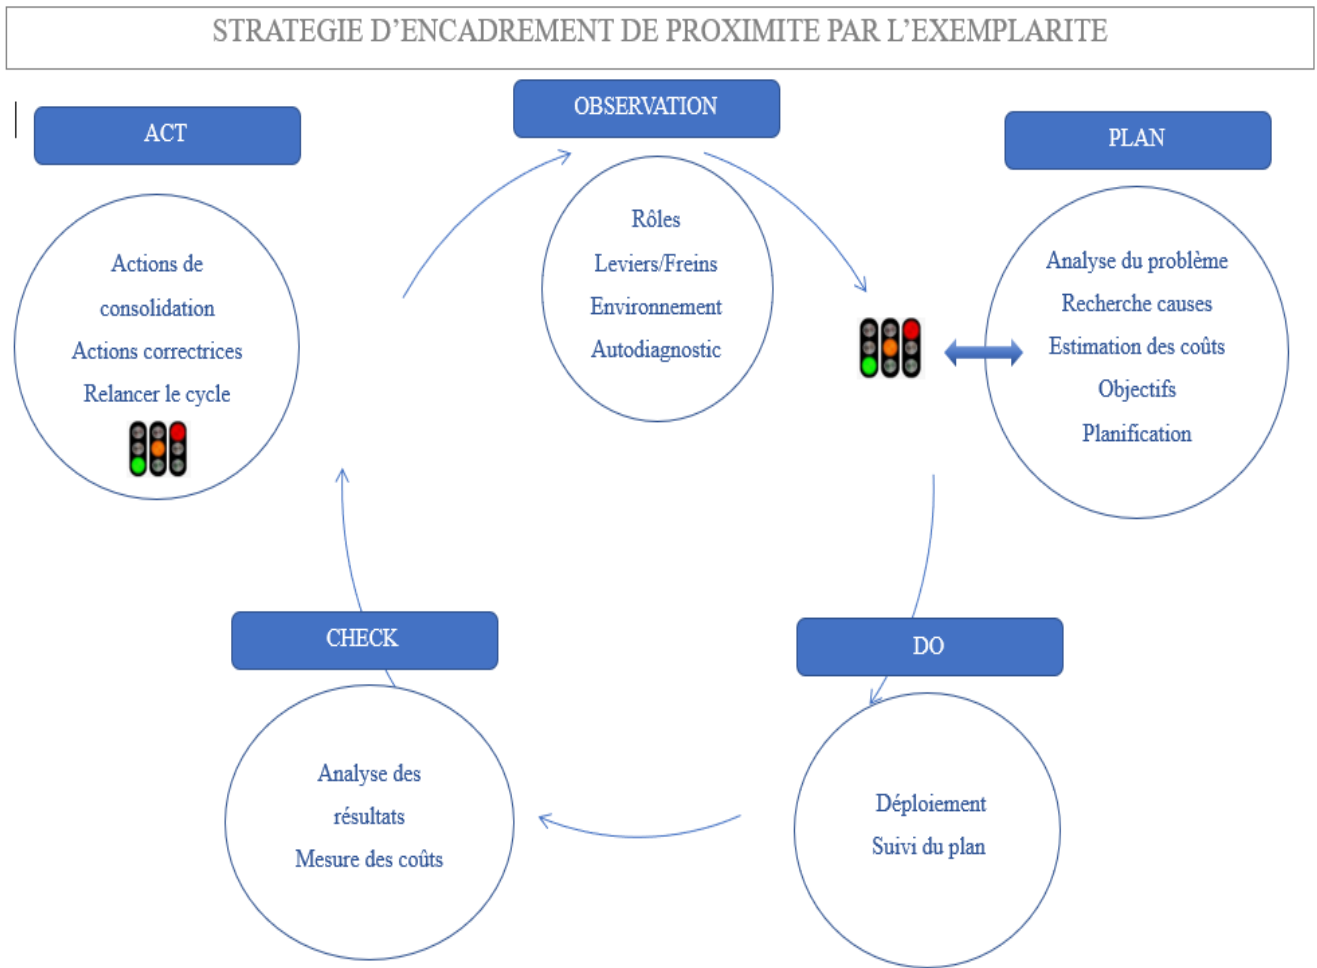 STRATEGIE D’ENCADREMENT DE PROXIMITE PAR L’EXEMPLARITE
OBSERVATION
Rôles
Leviers/Freins
Environnement
Autodiagnostic
PLAN
Analyse du problème
Recherche causes
Estimation des coûts
Objectifs
Planification
DO
Déploiement
Suivi du plan
CHECK
Analyse des
résultats
Mesure des coûts
ACT
Actions de
consolidation
Actions correctrices
Relancer le cycle